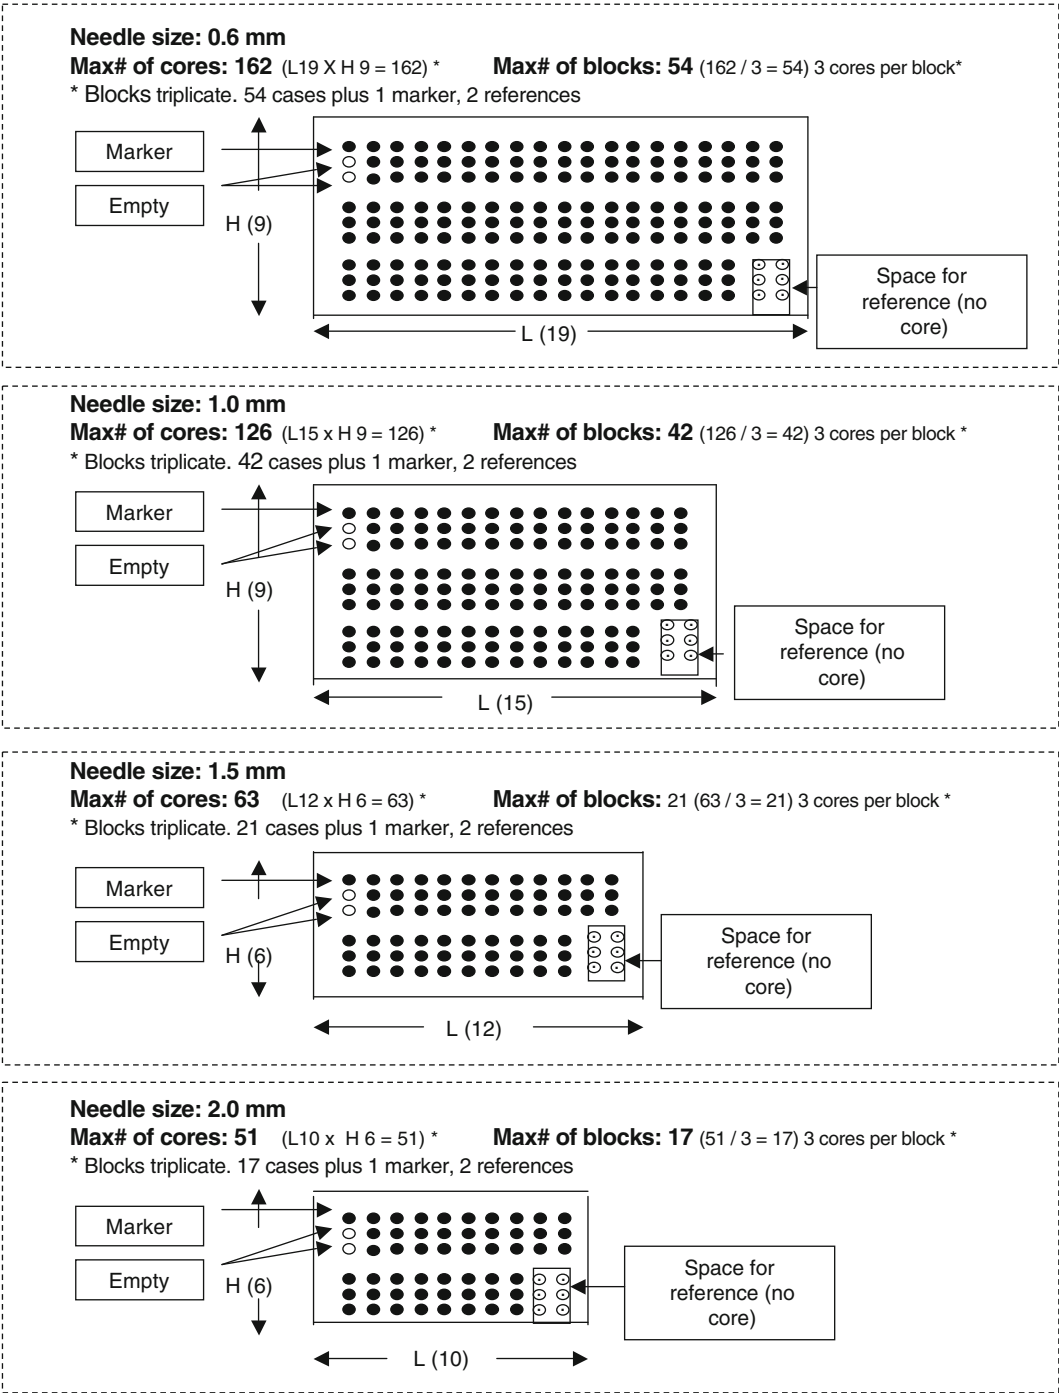 Needle size: 0.6 mm
Max# of cores: 162 (L19 X H 9 = 162) * Max# of blocks: 54 (162 / 3 = 54) 3 cores per block*
* Blocks triplicate. 54 cases plus 1 marker, 2 references
Marker
Empty
H (9)
Space for
reference (no
core)
L (19)
Needle size: 1.0 mm
Max# of cores: 126 (L15 x H 9 = 126) * Max# of blocks: 42 (126 / 3 = 42) 3 cores per block *
* Blocks triplicate. 42 cases plus 1 marker, 2 references
Marker
Empty
H (9)
Space for
reference (no
core)
L (15)
Needle size: 1.5 mm
Max# of cores: 63 (L12 x H 6 = 63) * Max# of blocks: 21 (63 / 3 = 21) 3 cores per block *
* Blocks triplicate. 21 cases plus 1 marker, 2 references
Marker
Empty
H (6)
Space for
reference (no
core)
L (12)
Needle size: 2.0 mm
Max# of cores: 51 (L10 x H 6 = 51) * Max# of blocks: 17 (51 / 3 = 17) 3 cores per block *
* Blocks triplicate. 17 cases plus 1 marker, 2 references
Marker
Empty
H (6)
Space for
reference (no
core)
L (10)